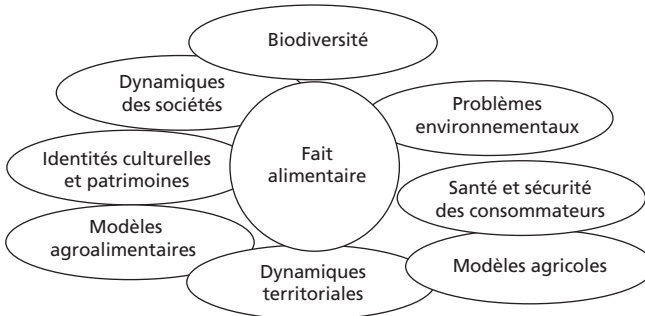 Biodiversité
Dynamiques
des sociétés
Problèmes
environnementaux
Fait
alimentaire
Identités culturelles
et patrimoines
Santé et sécurité
des consommateurs
Modèles
agroalimentaires
Dynamiques
territoriales
Modèles agricoles